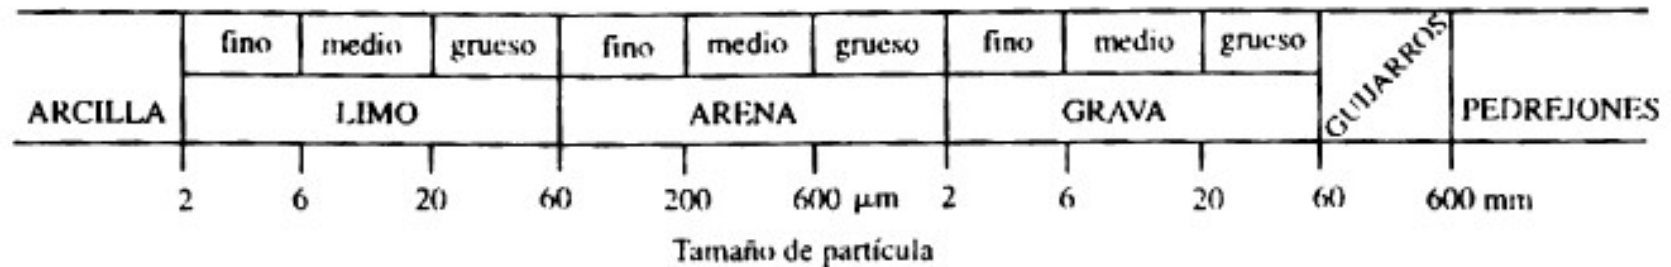 fino medio grueso fino medio grueso fino medio grueso GUIJARROS
ARCILLA LIMO ARENA GRAVA PEDREJONES
2 6 20 60 200 600 μm 2 6 20 60 600 mm
Tamaño de partícula